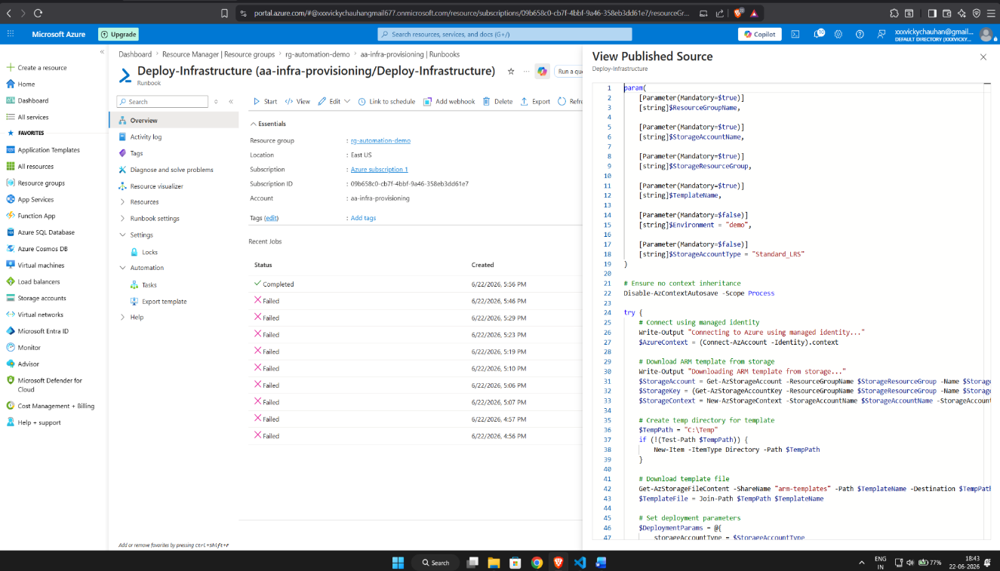 portal.azure.com/#@xxxvickychauhangmail677.onmicrosoft.com/resource/subscriptions/09b658c0-cb7f-4bbf-9a46-358eb3dd61e7/resourceGr...
22
Microsoft Azure
Upgrade
Search resources, services, and docs (G+/)
Copilot
10
xxxvickychauhan@gmail....
DEFAULT DIRECTORY (XXXVICKY...
Create a resource
Home
Dashboard
All services
FAVORITES
Application Templates
All resources
Resource groups
App Services
Function App
Azure SQL Database
Azure Cosmos DB
Virtual machines
Load balancers
Storage accounts
Virtual networks
Microsoft Entra ID
Monitor
Advisor
Microsoft Defender for
Cloud
Cost Management + Billing
Help + support
Dashboard > Resource Manager | Resource groups > rg-automation-demo > aa-infra-provisioning | Runbooks
Deploy-Infrastructure (aa-infra-provisioning/Deploy-Infrastructure)
Runbook
Run a que
Search
Overview
Activity log
Tags
Diagnose and solve problems
Resource visualizer
Resources
Runbook settings
Settings
Locks
Automation
Tasks
Export template
Help
Add or remove favorites by pressing Ctrl+Shift+F
Start
View
Edit
Link to schedule
Add webhook
Delete
Export
Refre
Essentials
Resource group : rg-automation-demo
Location : East US
Subscription : Azure subscription 1
Subscription ID : 09b658c0-cb7f-4bbf-9a46-358eb3dd61e7
Account : aa-infra-provisioning
Tags (edit) : Add tags
Recent Jobs
Status Created
Completed 6/22/2026, 5:56 PM
Failed 6/22/2026, 5:46 PM
Failed 6/22/2026, 5:29 PM
Failed 6/22/2026, 5:23 PM
Failed 6/22/2026, 5:19 PM
Failed 6/22/2026, 5:10 PM
Failed 6/22/2026, 5:06 PM
Failed 6/22/2026, 5:07 PM
Failed 6/22/2026, 4:57 PM
Failed 6/22/2026, 4:56 PM
View Published Source
Deploy-Infrastructure
1 param(
2 [Parameter(Mandatory=$true)]
3 [string]$ResourceGroupName,
4
5 [Parameter(Mandatory=$true)]
6 [string]$StorageAccountName,
7
8 [Parameter(Mandatory=$true)]
9 [string]$StorageResourceGroup,
10
11 [Parameter(Mandatory=$true)]
12 [string]$TemplateName,
13
14 [Parameter(Mandatory=$false)]
15 [string]$Environment = "demo",
16
17 [Parameter(Mandatory=$false)]
18 [string]$StorageAccountType = "Standard_LRS"
19 )
20
21 # Ensure no context inheritance
22 Disable-AzContextAutosave -Scope Process
23
24 try {
25 # Connect using managed identity
26 Write-Output "Connecting to Azure using managed identity..."
27 $AzureContext = (Connect-AzAccount -Identity).context
28
29 # Download ARM template from storage
30 Write-Output "Downloading ARM template from storage..."
31 $StorageAccount = Get-AzStorageAccount -ResourceGroupName $StorageResourceGroup -Name $Storag
32 $StorageKey = (Get-AzStorageAccountKey -ResourceGroupName $StorageResourceGroup -Name $Storage
33 $StorageContext = New-AzStorageContext -StorageAccountName $StorageAccountName -StorageAccount
34
35 # Create temp directory for template
36 $TempPath = "C:\Temp"
37 if (!(Test-Path $TempPath)) {
38 New-Item -ItemType Directory -Path $TempPath
39 }
40
41 # Download template file
42 Get-AzStorageFileContent -ShareName "arm-templates" -Path $TemplateName -Destination $TempPath
43 $TemplateFile = Join-Path $TempPath $TemplateName
44
45 # Set deployment parameters
46 $DeploymentParams = @{
47 storageAccountType = $StorageAccountType
Search
ENG
IN
77%
18:43
22-06-2026